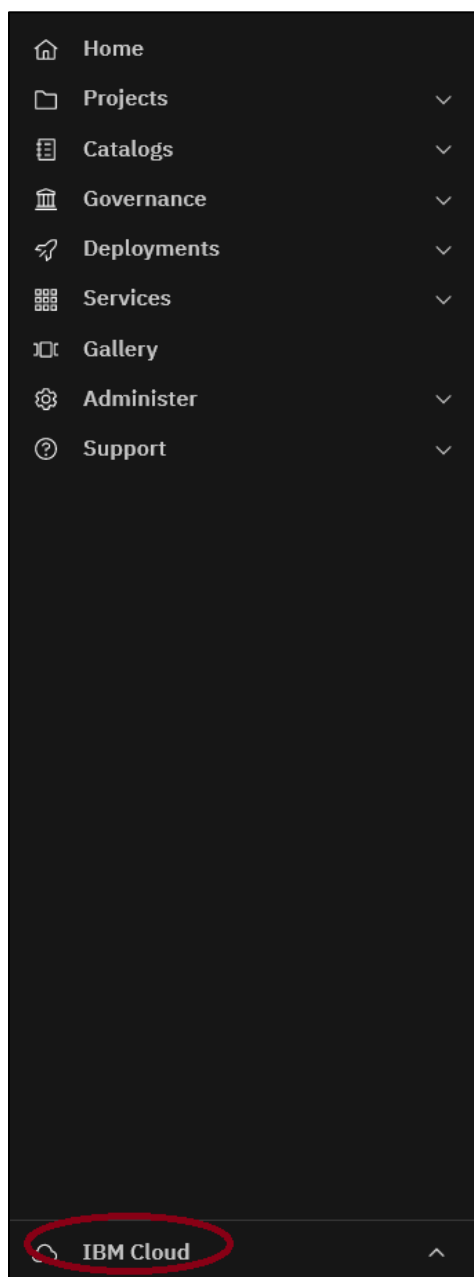 Home
Projects
Catalogs
Governance
Deployments
Services
Gallery
Administer
Support
IBM Cloud